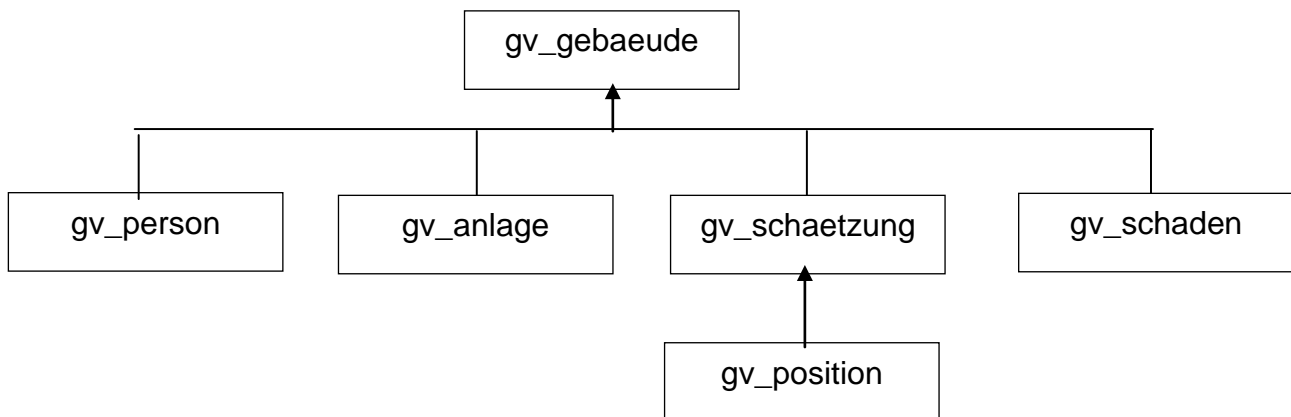 gv_gebaeude
gv_person
gv_anlage
gv_schaetzung
gv_schaden
gv_position